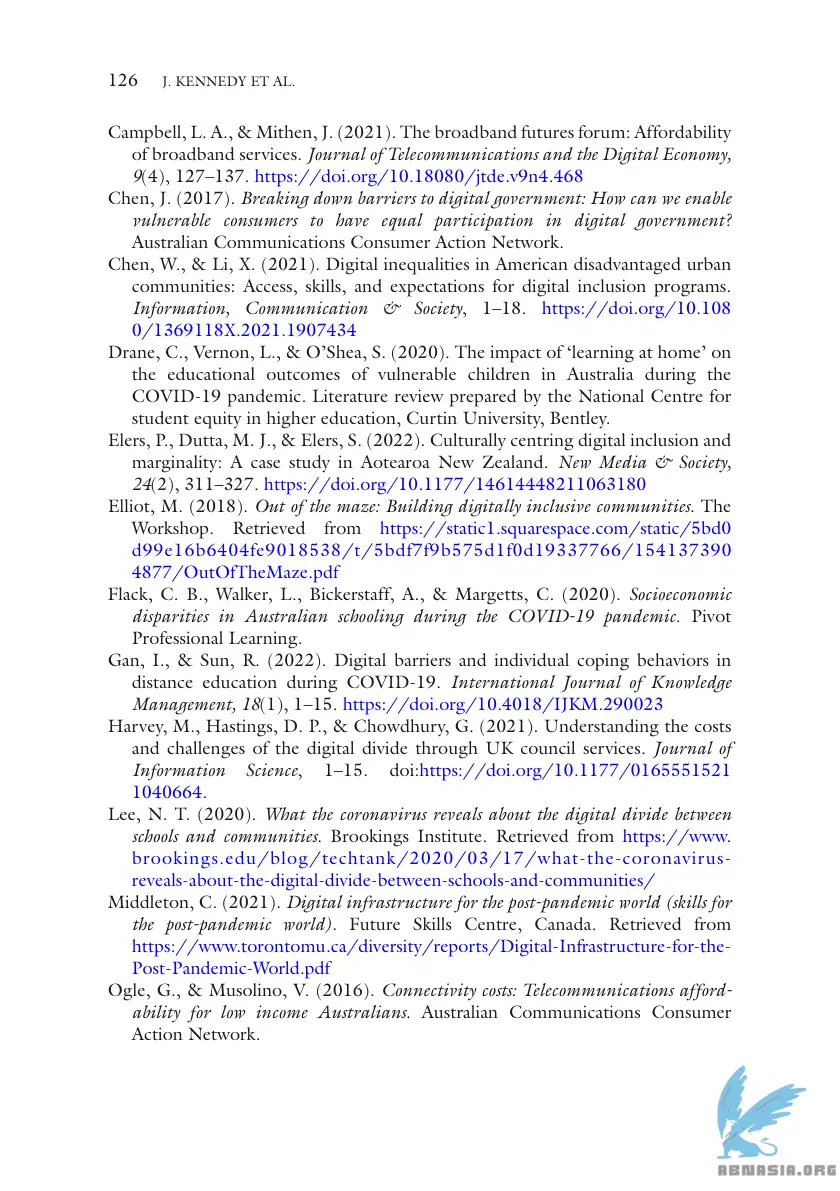 126 J. KENNEDY ET AL.
Campbell, L. A., & Mithen, J. (2021). The broadband futures forum: Affordability
of broadband services. Journal of Telecommunications and the Digital Economy,
9(4), 127–137. https://doi.org/10.18080/jtde.v9n4.468
Chen, J. (2017). Breaking down barriers to digital government: How can we enable
vulnerable consumers to have equal participation in digital government?
Australian Communications Consumer Action Network.
Chen, W., & Li, X. (2021). Digital inequalities in American disadvantaged urban
communities: Access, skills, and expectations for digital inclusion programs.
Information, Communication & Society, 1–18. https://doi.org/10.108
0/1369118X.2021.1907434
Drane, C., Vernon, L., & O’Shea, S. (2020). The impact of ‘learning at home’ on
the educational outcomes of vulnerable children in Australia during the
COVID-19 pandemic. Literature review prepared by the National Centre for
student equity in higher education, Curtin University, Bentley.
Elers, P., Dutta, M. J., & Elers, S. (2022). Culturally centring digital inclusion and
marginality: A case study in Aotearoa New Zealand. New Media & Society,
24(2), 311–327. https://doi.org/10.1177/14614448211063180
Elliot, M. (2018). Out of the maze: Building digitally inclusive communities. The
Workshop. Retrieved from https://static1.squarespace.com/static/5bd0
d99e16b6404fe9018538/t/5bdf7f9b575d1f0d19337766/154137390
4877/OutOfTheMaze.pdf
Flack, C. B., Walker, L., Bickerstaff, A., & Margetts, C. (2020). Socioeconomic
disparities in Australian schooling during the COVID-19 pandemic. Pivot
Professional Learning.
Gan, I., & Sun, R. (2022). Digital barriers and individual coping behaviors in
distance education during COVID-19. International Journal of Knowledge
Management, 18(1), 1–15. https://doi.org/10.4018/IJKM.290023
Harvey, M., Hastings, D. P., & Chowdhury, G. (2021). Understanding the costs
and challenges of the digital divide through UK council services. Journal of
Information Science, 1–15. doi:https://doi.org/10.1177/0165551521
1040664.
Lee, N. T. (2020). What the coronavirus reveals about the digital divide between
schools and communities. Brookings Institute. Retrieved from https://www.
brookings.edu/blog/techtank/2020/03/17/what-the-coronavirus-
reveals-about-the-digital-divide-between-schools-and-communities/
Middleton, C. (2021). Digital infrastructure for the post-pandemic world (skills for
the post-pandemic world). Future Skills Centre, Canada. Retrieved from
https://www.torontomu.ca/diversity/reports/Digital-Infrastructure-for-the-
Post-Pandemic-World.pdf
Ogle, G., & Musolino, V. (2016). Connectivity costs: Telecommunications afford-
ability for low income Australians. Australian Communications Consumer
Action Network.
ABNASIA.ORG